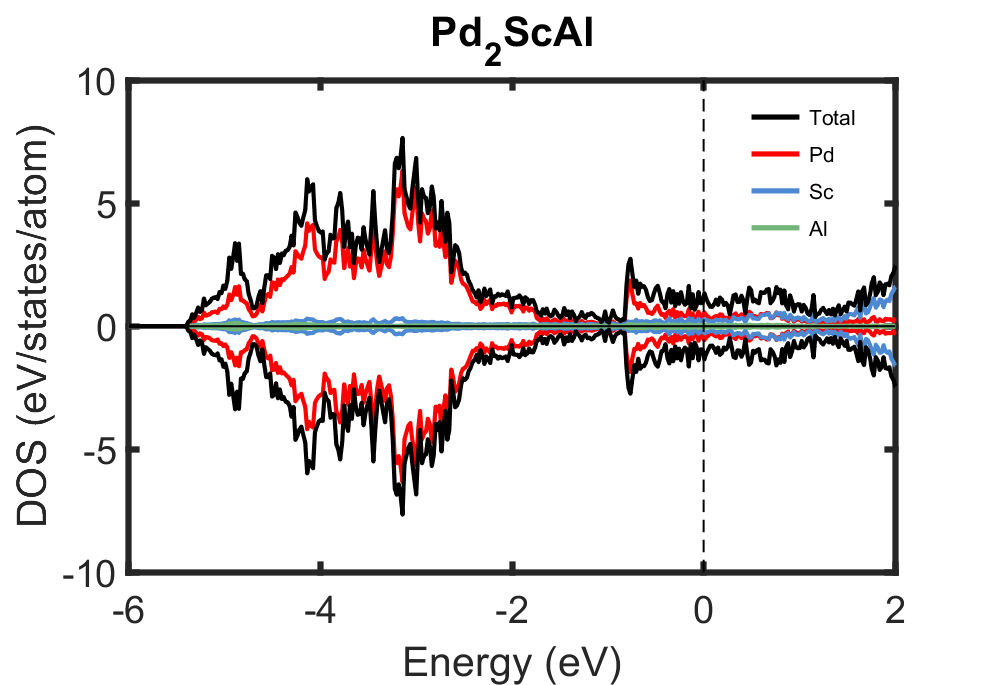 Pd2ScAl
10
5
0
-5
-10
DOS (eV/states/atom)
Total
Pd
Sc
Al
-6
-4
-2
0
2
Energy (eV)